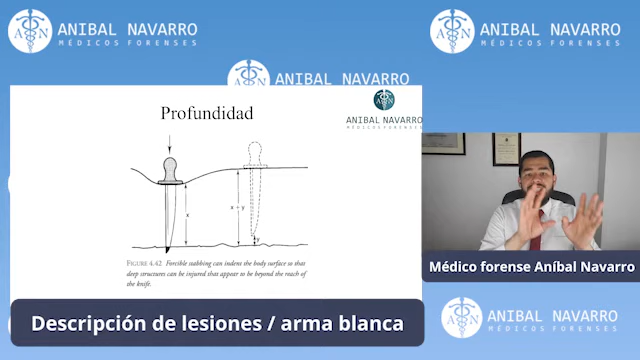 ANIBAL NAVARRO
MÉDICOS FORENSES
ANIBAL NAVARRO
MÉDICOS FORENSES
ANIBAL NAVARRO
Profundidad
ANIBAL NAVARRO
MÉDICOS FORENSES
x
x + y
y
FIGURE 4.42 Forcible stabbing can indent the body surface so that
deep structures can be injured that appear to be beyond the reach of
the knife.
Médico forense Aníbal Navarro
Descripción de lesiones / arma blanca
ANIBAL NAVARRO
MÉDICOS FORENSES